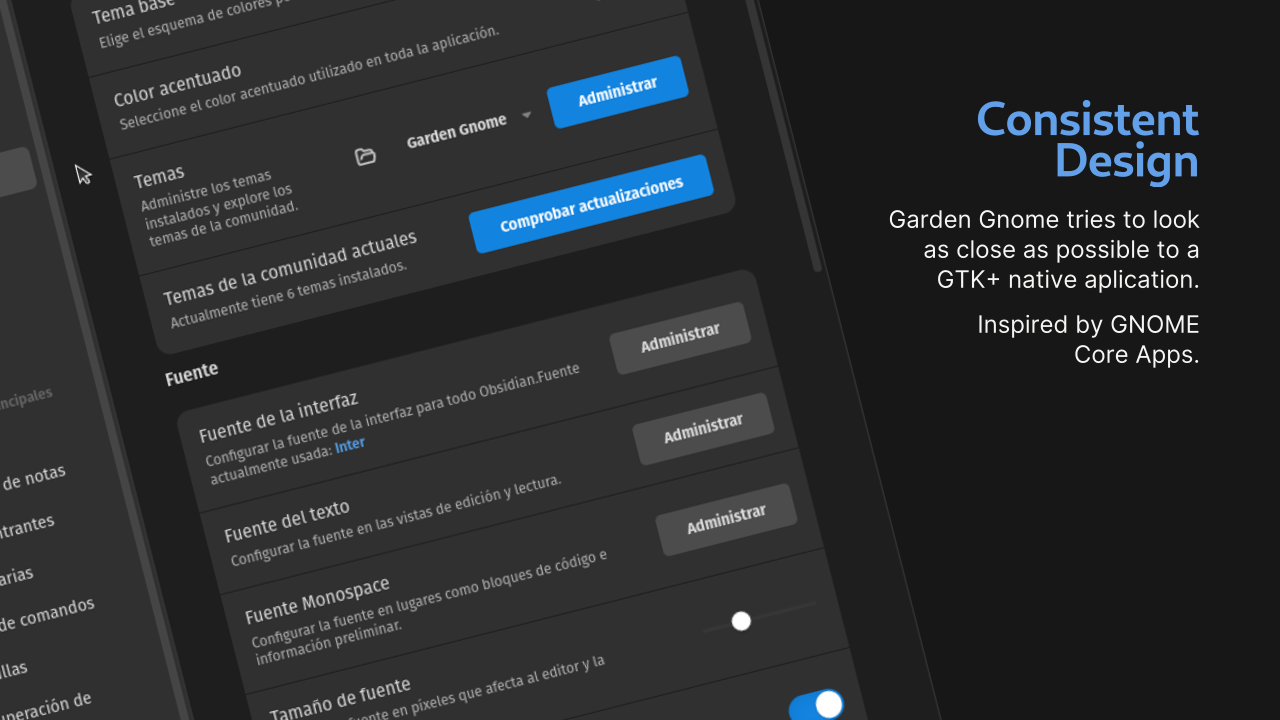 Tema base
Elige el esquema de colores
Color acentuado
Seleccione el color acentuado utilizado en toda la aplicación.
Temas
Administre los temas
instalados y explore los
temas de la comunidad.
Garden Gnome
Administrar
Temas de la comunidad actuales
Actualmente tiene 6 temas instalados.
Comprobar actualizaciones
Fuente
Fuente de la interfaz
Configurar la fuente de la interfaz para todo Obsidian.Fuente
actualmente usada: Inter
Administrar
Fuente del texto
Configurar la fuente en las vistas de edición y lectura.
Administrar
Fuente Monospace
Configurar la fuente en lugares como bloques de código e
información preliminar.
Administrar
Tamaño de fuente
fuente en píxeles que afecta al editor y la
ncipales
de notas
trantes
arias
de comandos
illas
uperación de
Consistent
Design
Garden Gnome tries to look
as close as possible to a
GTK+ native aplication.
Inspired by GNOME
Core Apps.